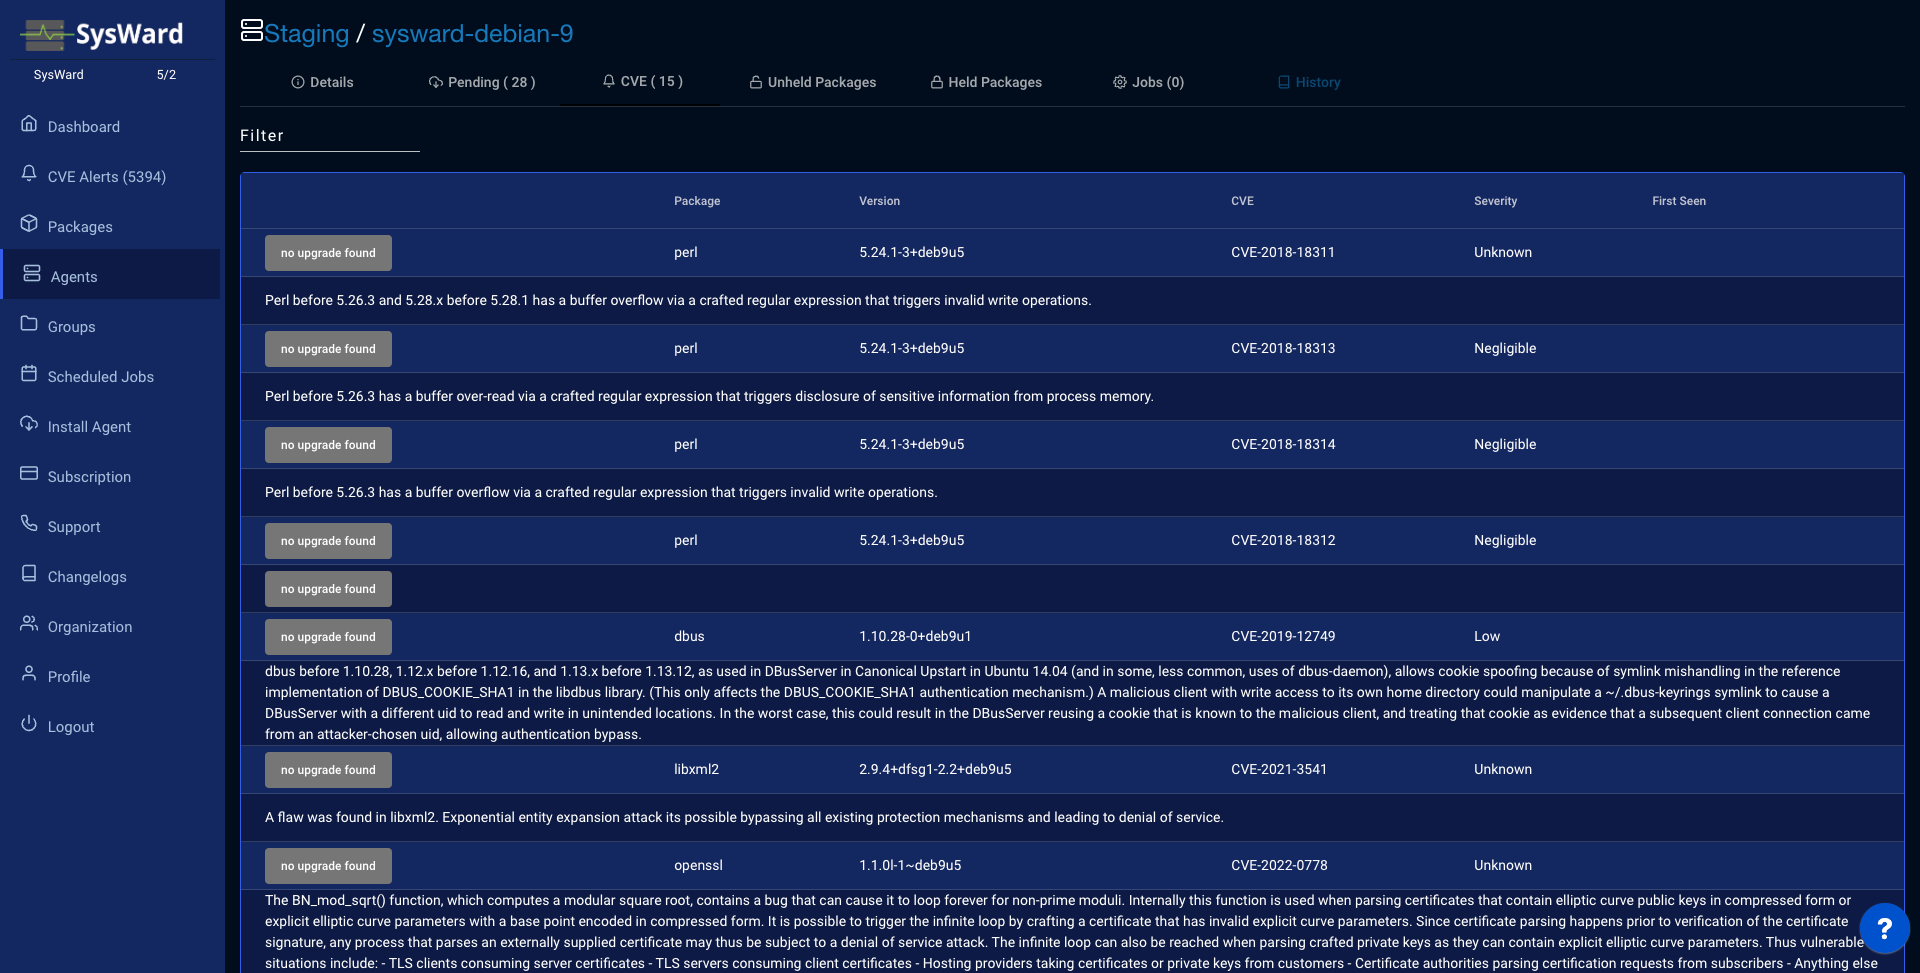 SysWard
SysWard 5/2
Dashboard
CVE Alerts (5394)
Packages
Agents
Groups
Scheduled Jobs
Install Agent
Subscription
Support
Changelogs
Organization
Profile
Logout
Staging / sysward-debian-9
Details Pending ( 28 ) CVE ( 15 ) Unheld Packages Held Packages Jobs (0) History
Filter
Package Version CVE Severity First Seen
no upgrade found perl 5.24.1-3+deb9u5 CVE-2018-18311 Unknown
Perl before 5.26.3 and 5.28.x before 5.28.1 has a buffer overflow via a crafted regular expression that triggers invalid write operations.
no upgrade found perl 5.24.1-3+deb9u5 CVE-2018-18313 Negligible
Perl before 5.26.3 has a buffer over-read via a crafted regular expression that triggers disclosure of sensitive information from process memory.
no upgrade found perl 5.24.1-3+deb9u5 CVE-2018-18314 Negligible
Perl before 5.26.3 has a buffer overflow via a crafted regular expression that triggers invalid write operations.
no upgrade found perl 5.24.1-3+deb9u5 CVE-2018-18312 Negligible
no upgrade found
no upgrade found dbus 1.10.28-0+deb9u1 CVE-2019-12749 Low
dbus before 1.10.28, 1.12.x before 1.12.16, and 1.13.x before 1.13.12, as used in DBusServer in Canonical Upstart in Ubuntu 14.04 (and in some, less common, uses of dbus-daemon), allows cookie spoofing because of symlink mishandling in the reference
implementation of DBUS_COOKIE_SHA1 in the libdbus library. (This only affects the DBUS_COOKIE_SHA1 authentication mechanism.) A malicious client with write access to its own home directory could manipulate a ~/.dbus-keyrings symlink to cause a
DBusServer with a different uid to read and write in unintended locations. In the worst case, this could result in the DBusServer reusing a cookie that is known to the malicious client, and treating that cookie as evidence that a subsequent client connection came
from an attacker-chosen uid, allowing authentication bypass.
no upgrade found libxml2 2.9.4+dfsg1-2.2+deb9u5 CVE-2021-3541 Unknown
A flaw was found in libxml2. Exponential entity expansion attack its possible bypassing all existing protection mechanisms and leading to denial of service.
no upgrade found openssl 1.1.0l-1~deb9u5 CVE-2022-0778 Unknown
The BN_mod_sqrt() function, which computes a modular square root, contains a bug that can cause it to loop forever for non-prime moduli. Internally this function is used when parsing certificates that contain elliptic curve public keys in compressed form or
explicit elliptic curve parameters with a base point encoded in compressed form. It is possible to trigger the infinite loop by crafting a certificate that has invalid explicit curve parameters. Since certificate parsing happens prior to verification of the certificate
signature, any process that parses an externally supplied certificate may thus be subject to a denial of service attack. The infinite loop can also be reached when parsing crafted private keys as they can contain explicit elliptic curve parameters. Thus vulnerable
situations include: - TLS clients consuming server certificates - TLS servers consuming client certificates - Hosting providers taking certificates or private keys from customers - Certificate authorities parsing certification requests from subscribers - Anything else
?